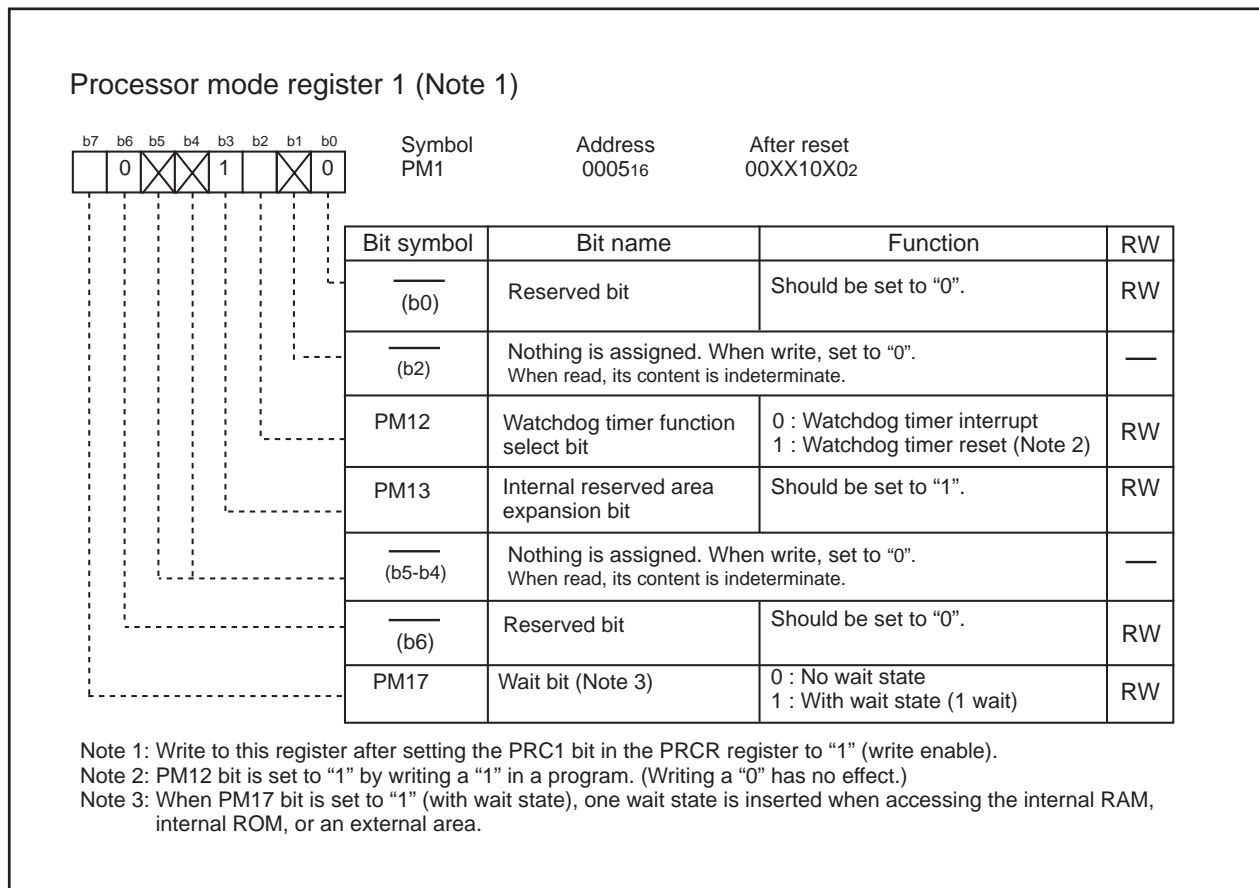 Processor mode register 1 (Note 1)
b7 b6 b5 b4 b3 b2 b1 b0
0 1 0
Symbol Address After reset
PM1 000516 00XX10X02
Bit symbol Bit name Function RW
(b0) Reserved bit Should be set to “0”. RW
(b2) Nothing is assigned. When write, set to “0”.
When read, its content is indeterminate. —
PM12 Watchdog timer function 0 : Watchdog timer interrupt RW
select bit 1 : Watchdog timer reset (Note 2)
PM13 Internal reserved area Should be set to “1”. RW
expansion bit
(b5-b4) Nothing is assigned. When write, set to “0”.
When read, its content is indeterminate. —
(b6) Reserved bit Should be set to “0”. RW
PM17 Wait bit (Note 3) 0 : No wait state RW
1 : With wait state (1 wait)
Note 1: Write to this register after setting the PRC1 bit in the PRCR register to “1” (write enable).
Note 2: PM12 bit is set to “1” by writing a “1” in a program. (Writing a “0” has no effect.)
Note 3: When PM17 bit is set to “1” (with wait state), one wait state is inserted when accessing the internal RAM,
internal ROM, or an external area.